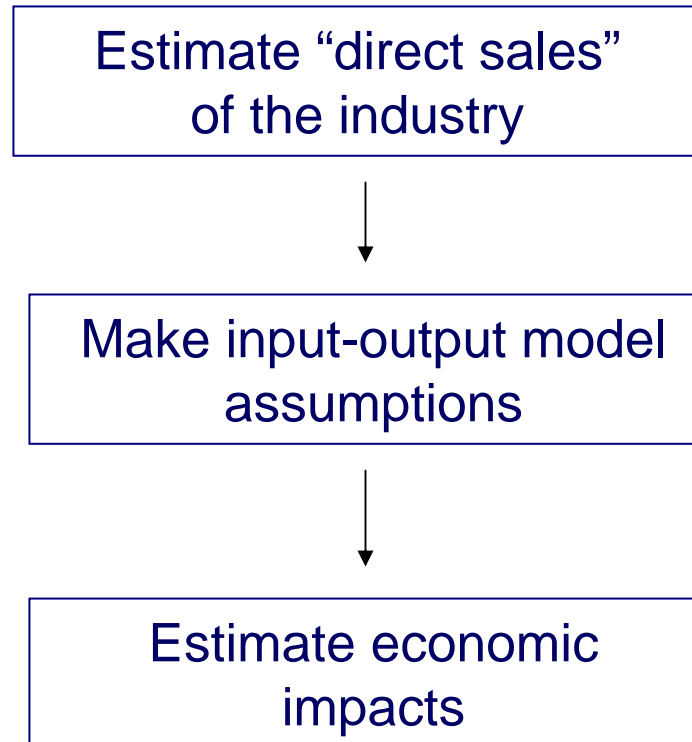 Estimate “direct sales”
of the industry
Make input-output model
assumptions
Estimate economic
impacts